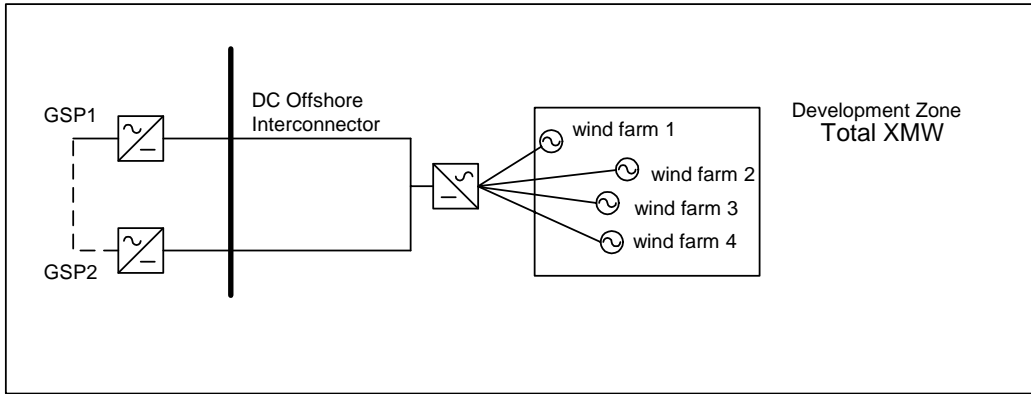 GSP1
DC Offshore
Interconnector
GSP2
wind farm 1
wind farm 2
wind farm 3
wind farm 4
Development Zone
Total XMW